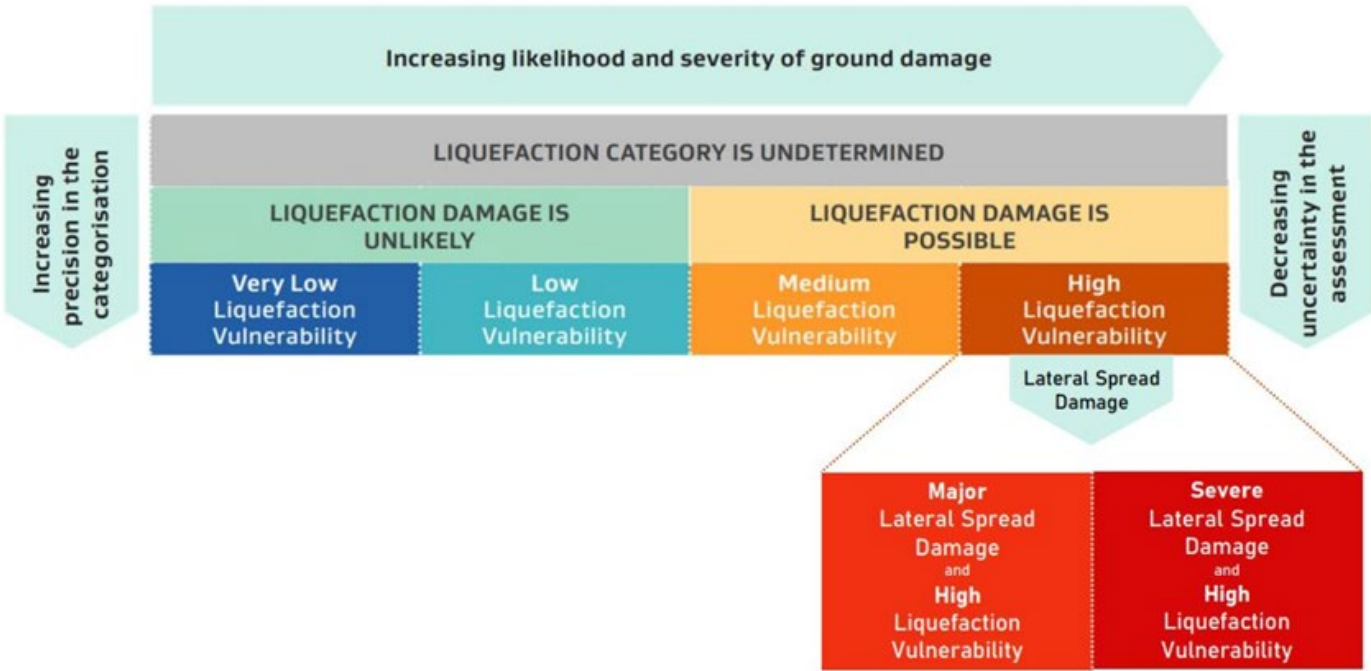 Increasing likelihood and severity of ground damage
Increasing
precision in the
categorisation
LIQUEFACTION CATEGORY IS UNDETERMINED
LIQUEFACTION DAMAGE IS
UNLIKELY
LIQUEFACTION DAMAGE IS
POSSIBLE
Very Low
Liquefaction
Vulnerability
Low
Liquefaction
Vulnerability
Medium
Liquefaction
Vulnerability
High
Liquefaction
Vulnerability
Decreasing
uncertainty in the
assessment
Lateral Spread
Damage
Major
Lateral Spread
Damage
and
High
Liquefaction
Vulnerability
Severe
Lateral Spread
Damage
and
High
Liquefaction
Vulnerability